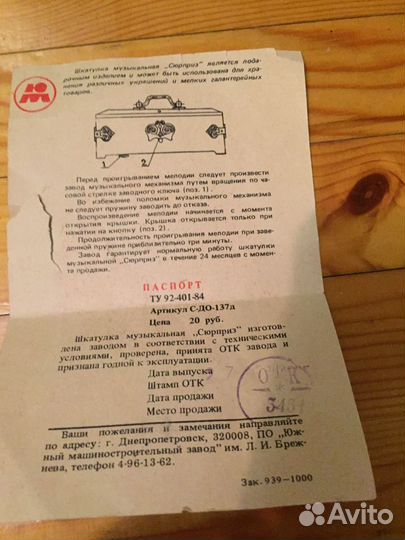 Шкатулка музыкальная „Сюрприз" является пода-
рочным изделием и может быть использована для хра-
нения различных украшений и мелких галантерейных
товаров.
1
2
Перед проигрыванием мелодии следует произвести
завод музыкального механизма путем вращения по ча-
совой стрелке заводного ключа (поз. 1).
Во избежание поломки музыкального механизма
не следует пружину заводить до отказа.
Воспроизведение мелодии начинается с момента
открытия крышки. Крышка открывается только при
нажатии на кнопку (поз. 2).
Продолжительность проигрывания мелодии при заве-
денной пружине приблизительно три минуты.
Завод гарантирует нормальную работу шкатулки
музыкальной „Сюрприз" в течение 24 месяцев с момен-
та продажи.
ПАСПОРТ
ТУ 92-401-84
Артикул С-ДО-137д
Цена 20 руб.
Шкатулка музыкальная „Сюрприз" изготов-
лена заводом в соответствии с техническими
условиями, проверена, принята ОТК завода и
признана годной к эксплуатации.
Дата выпуска
Штамп ОТК
Дата продажи
Место продажи
ОТК
Ваши пожелания и замечания направляйте
по адресу: г. Днепропетровск, 320008, ПО „Юж-
ный машиностроительный завод" им. Л. И. Бреж-
нева, телефон 4-96-13-62.
Зак. 939-1000
Avito